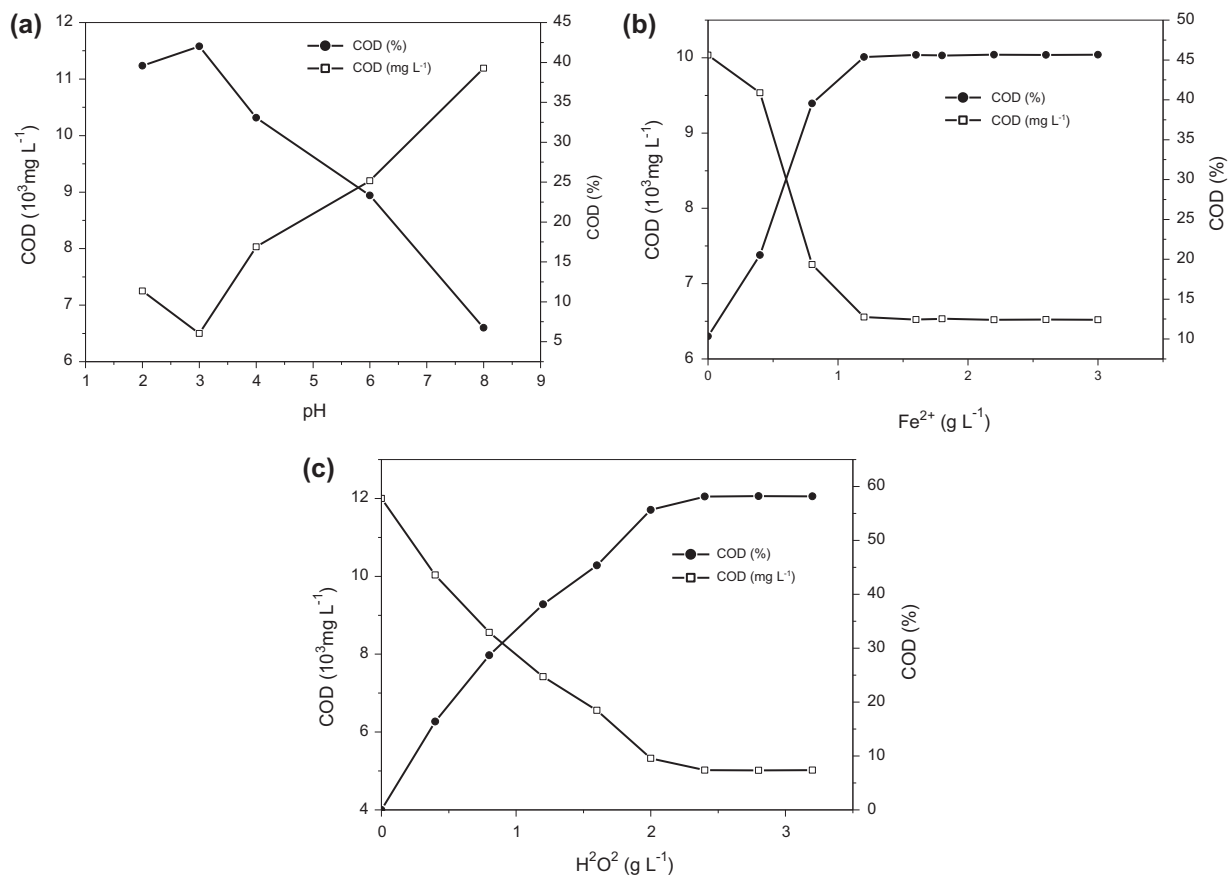 (a)
12
11
10
9
8
7
6
COD (10³mg L⁻¹)
COD (%)
COD (mg L⁻¹)
45
40
35
30
25
20
15
10
5
COD (%)
1 2 3 4 5 6 7 8 9
pH
(b)
10
9
8
7
6
COD (10³mg L⁻¹)
COD (%)
COD (mg L⁻¹)
50
45
40
35
30
25
20
15
10
COD (%)
0 1 2 3
Fe²⁺ (g L⁻¹)
(c)
12
10
8
6
4
COD (10³mg L⁻¹)
COD (%)
COD (mg L⁻¹)
60
50
40
30
20
10
0
COD (%)
0 1 2 3
H²O² (g L⁻¹)